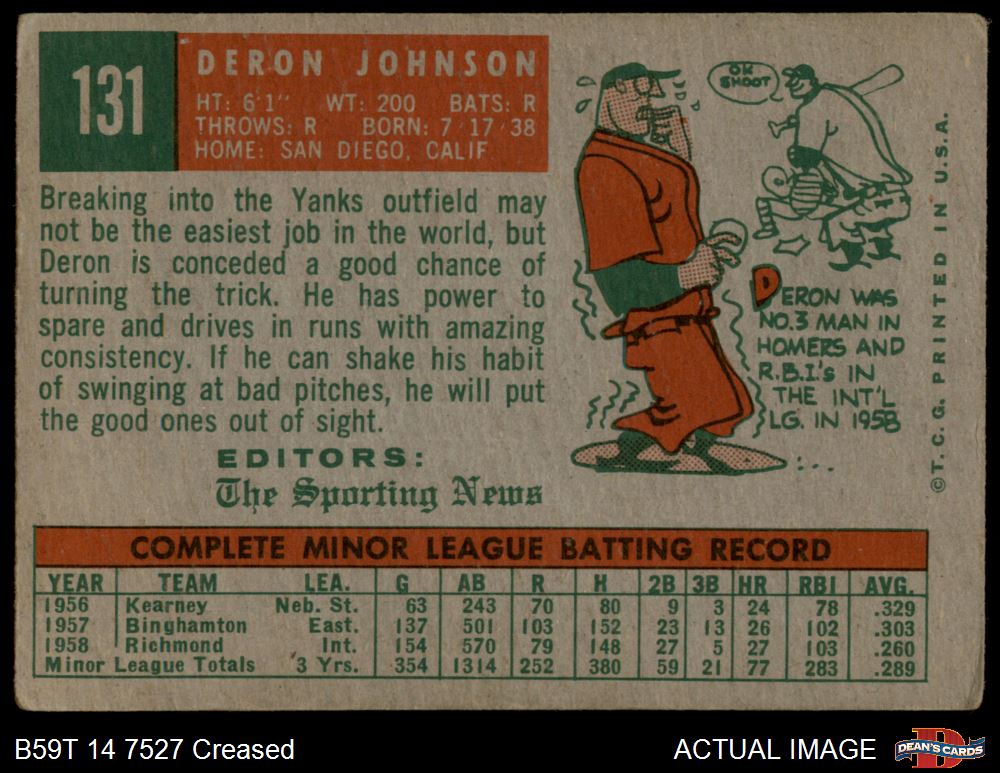 131
DERON JOHNSON
HT: 6'1" WT: 200 BATS: R
THROWS: R BORN: 7 17 38
HOME: SAN DIEGO, CALIF
Breaking into the Yanks outfield may
not be the easiest job in the world, but
Deron is conceded a good chance of
turning the trick. He has power to
spare and drives in runs with amazing
consistency. If he can shake his habit
of swinging at bad pitches, he will put
the good ones out of sight.
EDITORS:
The Sporting News
OK
SHOOT
DERON WAS
NO.3 MAN IN
HOMERS AND
R.B.I.'s IN
THE INT'L
LG. IN 1958
©T. C. G. PRINTED IN U.S.A.
COMPLETE MINOR LEAGUE BATTING RECORD
YEAR TEAM LEA. G AB R H 2B 3B HR RBI AVG.
1956 Kearney Neb. St. 63 243 70 80 9 3 24 78 .329
1957 Binghamton East. 137 501 103 152 23 13 26 102 .303
1958 Richmond Int. 154 570 79 148 27 5 27 103 .260
Minor League Totals 3 Yrs. 354 1314 252 380 59 21 77 283 .289
B59T 14 7527 Creased
ACTUAL IMAGE
DEAN'S CARDS